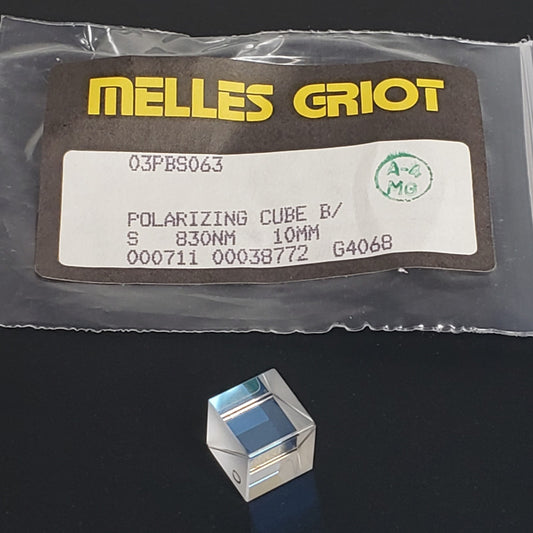 MELLES GRIOT
03PBS063
A-4
MG
POLARIZING CUBE B/
S 830NM 10MM
000711 00038772 G4068